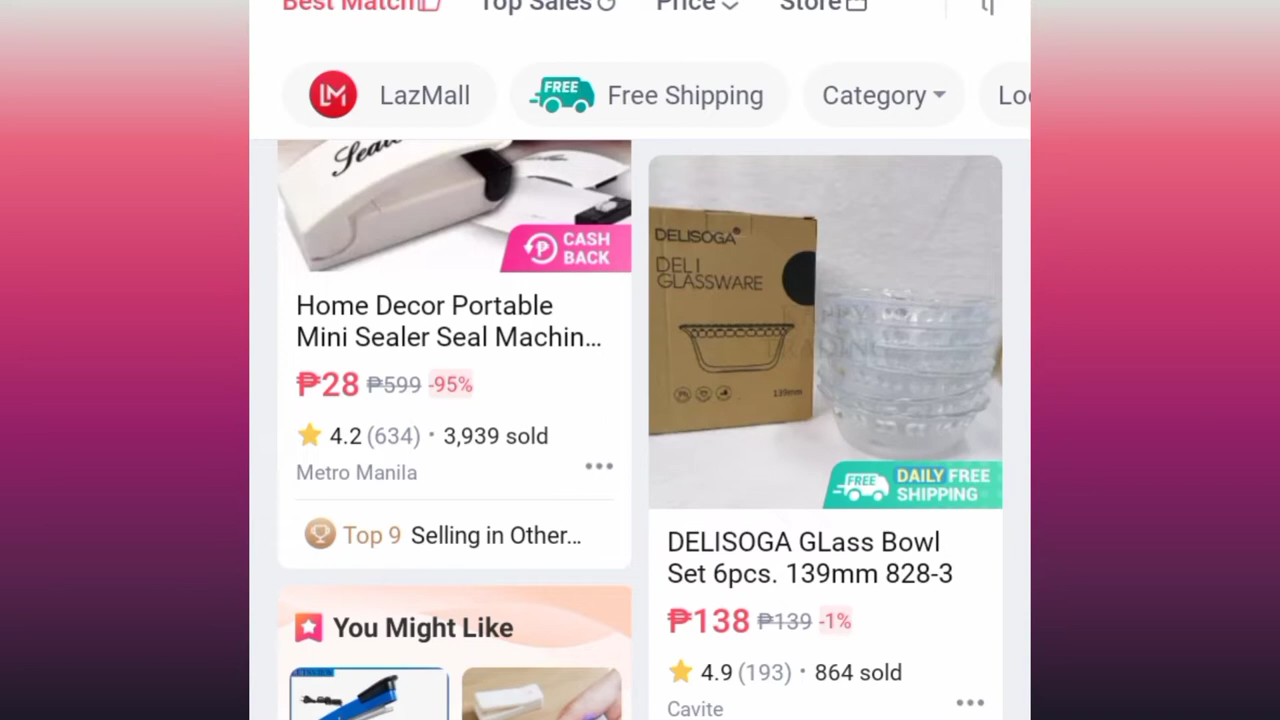 Best Match
Top Sales
Price
Store
LM
LazMall
FREE
Free Shipping
Category
CASH
BACK
Home Decor Portable
Mini Sealer Seal Machin...
₱28 ₱599 -95%
4.2 (634) • 3,939 sold
Metro Manila
Top 9 Selling in Other...
You Might Like
DELISOGA
DELI
GLASSWARE
139mm
FREE
DAILY FREE
SHIPPING
DELISOGA GLass Bowl
Set 6pcs. 139mm 828-3
₱138 ₱139 -1%
4.9 (193) • 864 sold
Cavite